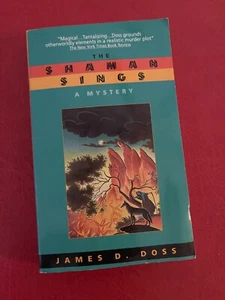 "Magical...Tantalizing...Doss grounds
otherworldly elements in a realistic murder plot"
The New York Times Book Review
THE
SHAMAN
SINGS
A MYSTERY
JAMES D. DOSS